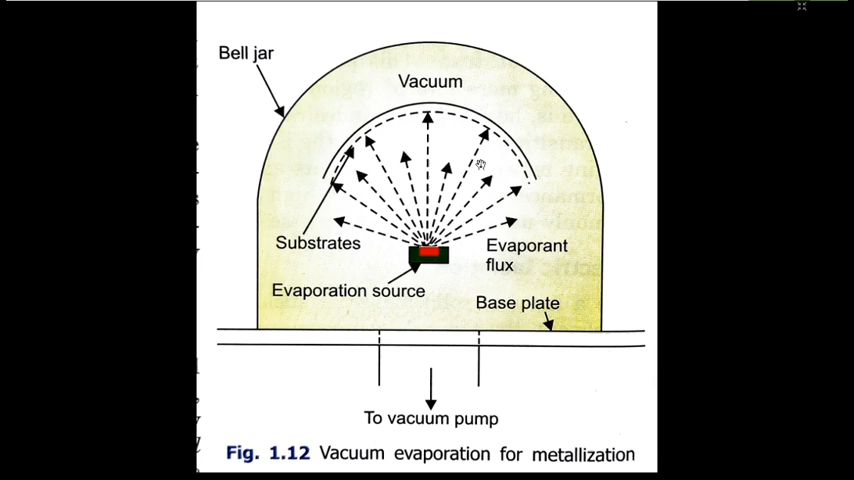 Bell jar
Vacuum
Substrates
Evaporant
flux
Evaporation source
Base plate
To vacuum pump
Fig. 1.12 Vacuum evaporation for metallization